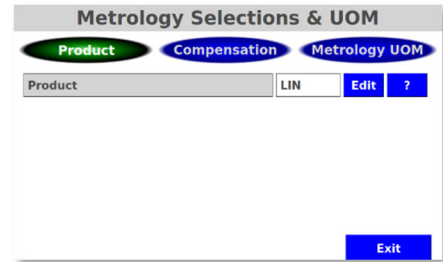 Metrology Selections & UOM
Product Compensation Metrology UOM
Product LIN Edit ?
Exit